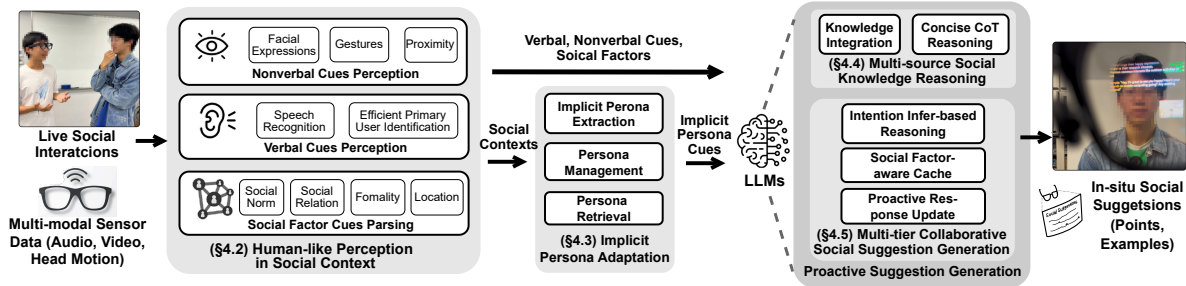 Live Social
Interatcions
Multi-modal Sensor
Data (Audio, Video,
Head Motion)
Facial
Expressions
Gestures
Proximity
Nonverbal Cues Perception
Speech
Recognition
Efficient Primary
User Identification
Verbal Cues Perception
Social
Norm
Social
Relation
Fomality
Location
Social Factor Cues Parsing
(§4.2) Human-like Perception
in Social Context
Verbal, Nonverbal Cues,
Soical Factors
Social
Contexts
Implicit Perona
Extraction
Persona
Management
Persona
Retrieval
(§4.3) Implicit
Persona Adaptation
Implicit
Persona
Cues
LLMs
Knowledge
Integration
Concise CoT
Reasoning
(§4.4) Multi-source Social
Knowledge Reasoning
Intention Infer-based
Reasoning
Social Factor-
aware Cache
Proactive Res-
ponse Update
(§4.5) Multi-tier Collaborative
Social Suggestion Generation
Proactive Suggestion Generation
In-situ Social
Suggetsions
(Points,
Examples)